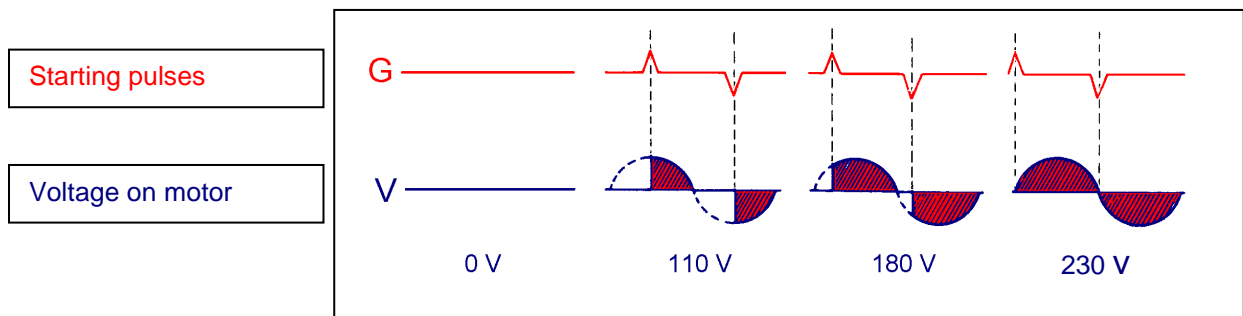 Starting pulses
G
Voltage on motor
V
0 V
110 V
180 V
230 V